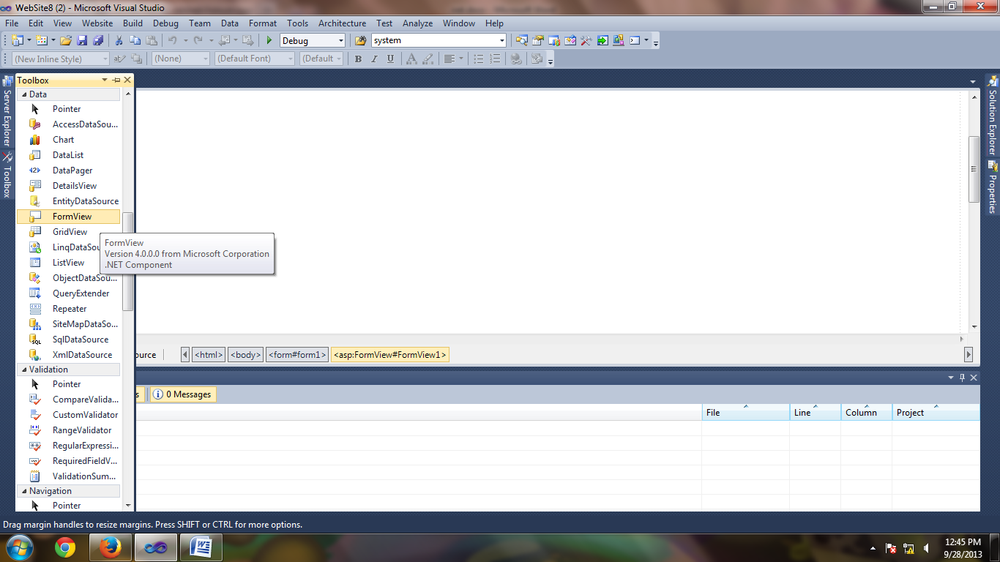 WebSite8 (2) - Microsoft Visual Studio
File Edit View Website Build Debug Team Data Format Tools Architecture Test Analyze Window Help
Debug system
(New Inline Style) (None) (Default Font) (Default B I U A
Toolbox
Data
Pointer
AccessDataSou...
Chart
DataList
DataPager
DetailsView
EntityDataSource
FormView
GridView
LinqDataSou
ListView
ObjectDataSou...
QueryExtender
Repeater
SiteMapDataSo...
SqlDataSource
XmlDataSource
Validation
Pointer
CompareValida...
CustomValidator
RangeValidator
RegularExpressi...
RequiredFieldV...
ValidationSum...
Navigation
Pointer
Server Explorer
Toolbox
FormView
Version 4.0.0.0 from Microsoft Corporation
.NET Component
ource <html> <body> <form#form1> <asp:FormView#FormView1>
s 0 Messages
File Line Column Project
Solution Explorer
Properties
Drag margin handles to resize margins. Press SHIFT or CTRL for more options.
12:45 PM
9/28/2013